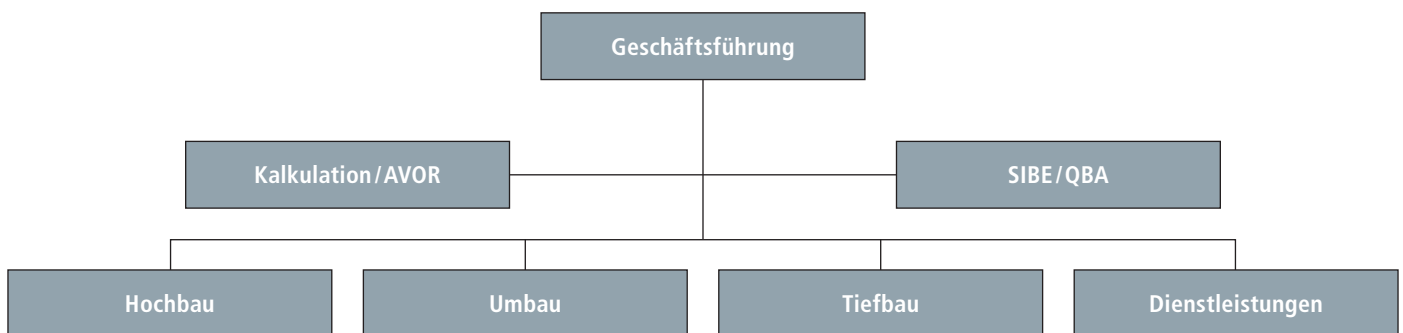 Geschäftsführung
Kalkulation/AVOR
SIBE/QBA
Hochbau
Umbau
Tiefbau
Dienstleistungen